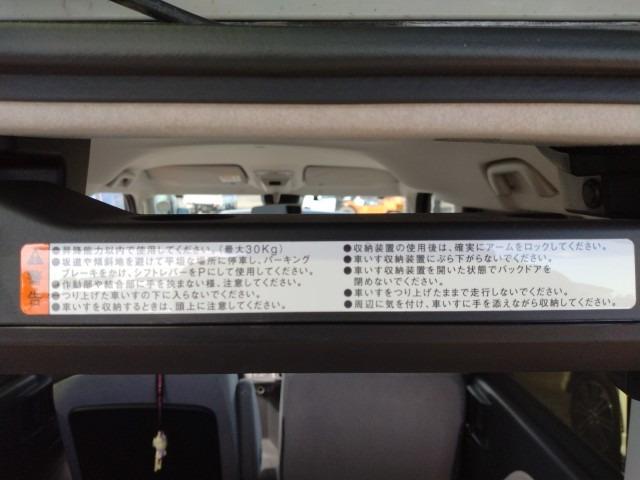 警告
●昇降能力以内で使用してください。(最大30Kg)
●坂道や傾斜地を避けて平坦な場所に停車し、パーキング
ブレーキをかけ、シフトレバーをPにして使用してください。
●作動部や結合部に手を挟まない様、注意してください。
●つり上げた車いすの下に入らないでください。
●車いすを収納するときは、頭上に注意してください。
●収納装置の使用後は、確実にアームをロックしてください。
●車いす収納装置にぶら下がらないでください。
●車いす収納装置を開いた状態でバックドアを
閉めないでください。
●車いすをつり上げたままで走行しないでください。
●周辺に気を付け、車いすに手を添えながら収納してください。